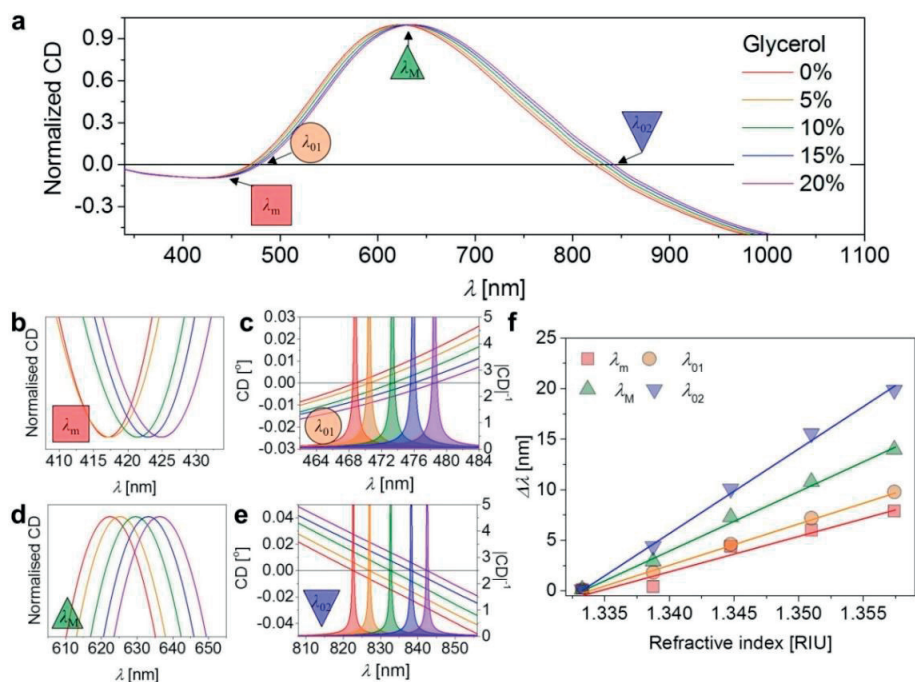 a
Normalized CD
0.9
0.6
0.3
0.0
-0.3
400 500 600 700 800 900 1000 1100
λ [nm]
λm
λ01
λM
λ02
Glycerol
0%
5%
10%
15%
20%
b
Normalised CD
λm
410 415 420 425 430
λ [nm]
c
CD [°]
0.03
0.02
0.01
0.00
-0.01
-0.02
-0.03
λ01
464 468 472 476 480 484
λ [nm]
5
4
3
2
1
0
|CD|⁻¹
d
Normalised CD
λM
610 620 630 640 650
λ [nm]
e
CD [°]
0.04
0.02
0.00
-0.02
-0.04
λ02
810 820 830 840 850
λ [nm]
5
4
3
2
1
0
|CD|⁻¹
f
Δλ [nm]
25
20
15
10
5
0
λm λ01
λM λ02
1.335 1.340 1.345 1.350 1.355
Refractive index [RIU]